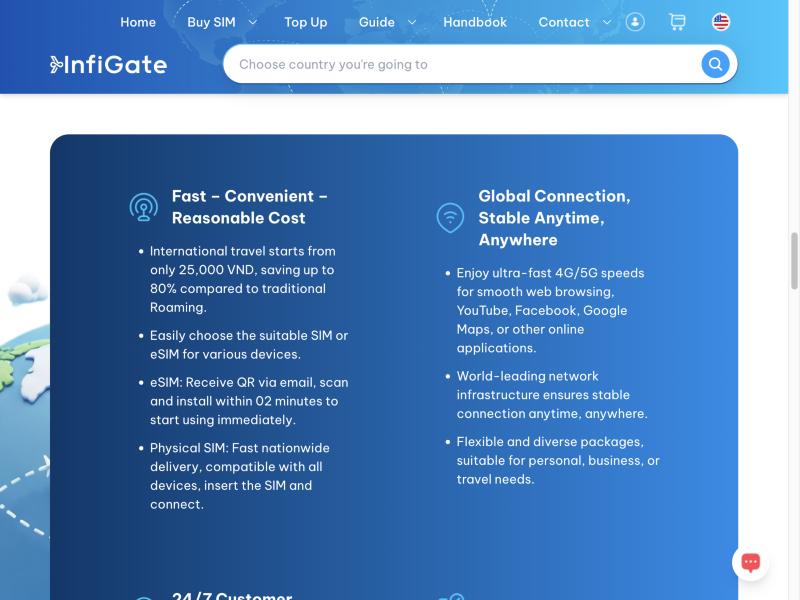 Home
Buy SIM
Top Up
Guide
Handbook
Contact
InfiGate
Choose country you're going to
Fast – Convenient –
Reasonable Cost
• International travel starts from
only 25,000 VND, saving up to
80% compared to traditional
Roaming.
• Easily choose the suitable SIM or
eSIM for various devices.
• eSIM: Receive QR via email, scan
and install within 02 minutes to
start using immediately.
• Physical SIM: Fast nationwide
delivery, compatible with all
devices, insert the SIM and
connect.
Global Connection,
Stable Anytime,
Anywhere
• Enjoy ultra-fast 4G/5G speeds
for smooth web browsing,
YouTube, Facebook, Google
Maps, or other online
applications.
• World-leading network
infrastructure ensures stable
connection anytime, anywhere.
• Flexible and diverse packages,
suitable for personal, business, or
travel needs.
24/7 Customer